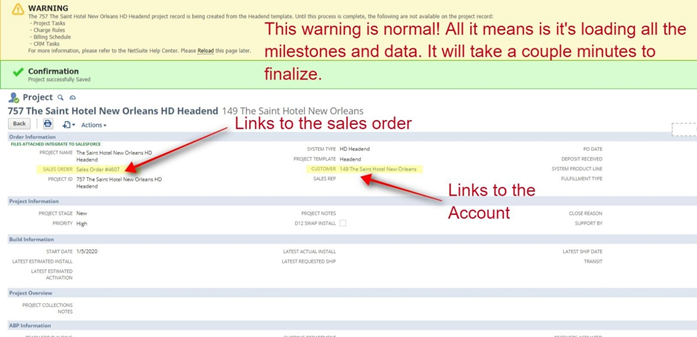 WARNING
The 757 The Saint Hotel New Orleans HD Headend project record is being created from the Headend template. Until this process is complete, the following are not available on the project record:
- Project Tasks
- Charge Rules
- Billing Schedule
- CRM Tasks
For more information, please refer to the NetSuite Help Center. Please Reload this page later.
This warning is normal! All it means is it's loading all the
milestones and data. It will take a couple minutes to
finalize.
Confirmation
Project successfully Saved
Project
757 The Saint Hotel New Orleans HD Headend 149 The Saint Hotel New Orleans
Back
Actions
Links to the sales order
Order Information
FILES ATTACHED INTEGRATE TO SALESFORCE
PROJECT NAME The Saint Hotel New Orleans HD
Headend
SALES ORDER Sales Order #4607
PROJECT ID 757 The Saint Hotel New Orleans HD
Headend
SYSTEM TYPE HD Headend
PROJECT TEMPLATE Headend
CUSTOMER 149 The Saint Hotel New Orleans
SALES REP
PO DATE
DEPOSIT RECEIVED
SYSTEM PRODUCT LINE
FULFILLMENT TYPE
Links to the
Account
Project Information
PROJECT STAGE New
PRIORITY High
PROJECT NOTES
D12 SWAP INSTALL
CLOSE REASON
SUPPORT BY
Build Information
START DATE 1/5/2020
LATEST ESTIMATED INSTALL
LATEST ESTIMATED
ACTIVATION
LATEST ACTUAL INSTALL
LATEST REQUESTED SHIP
LATEST SHIP DATE
TRANSIT
Project Overview
PROJECT COLLECTIONS
NOTES
ABP Information